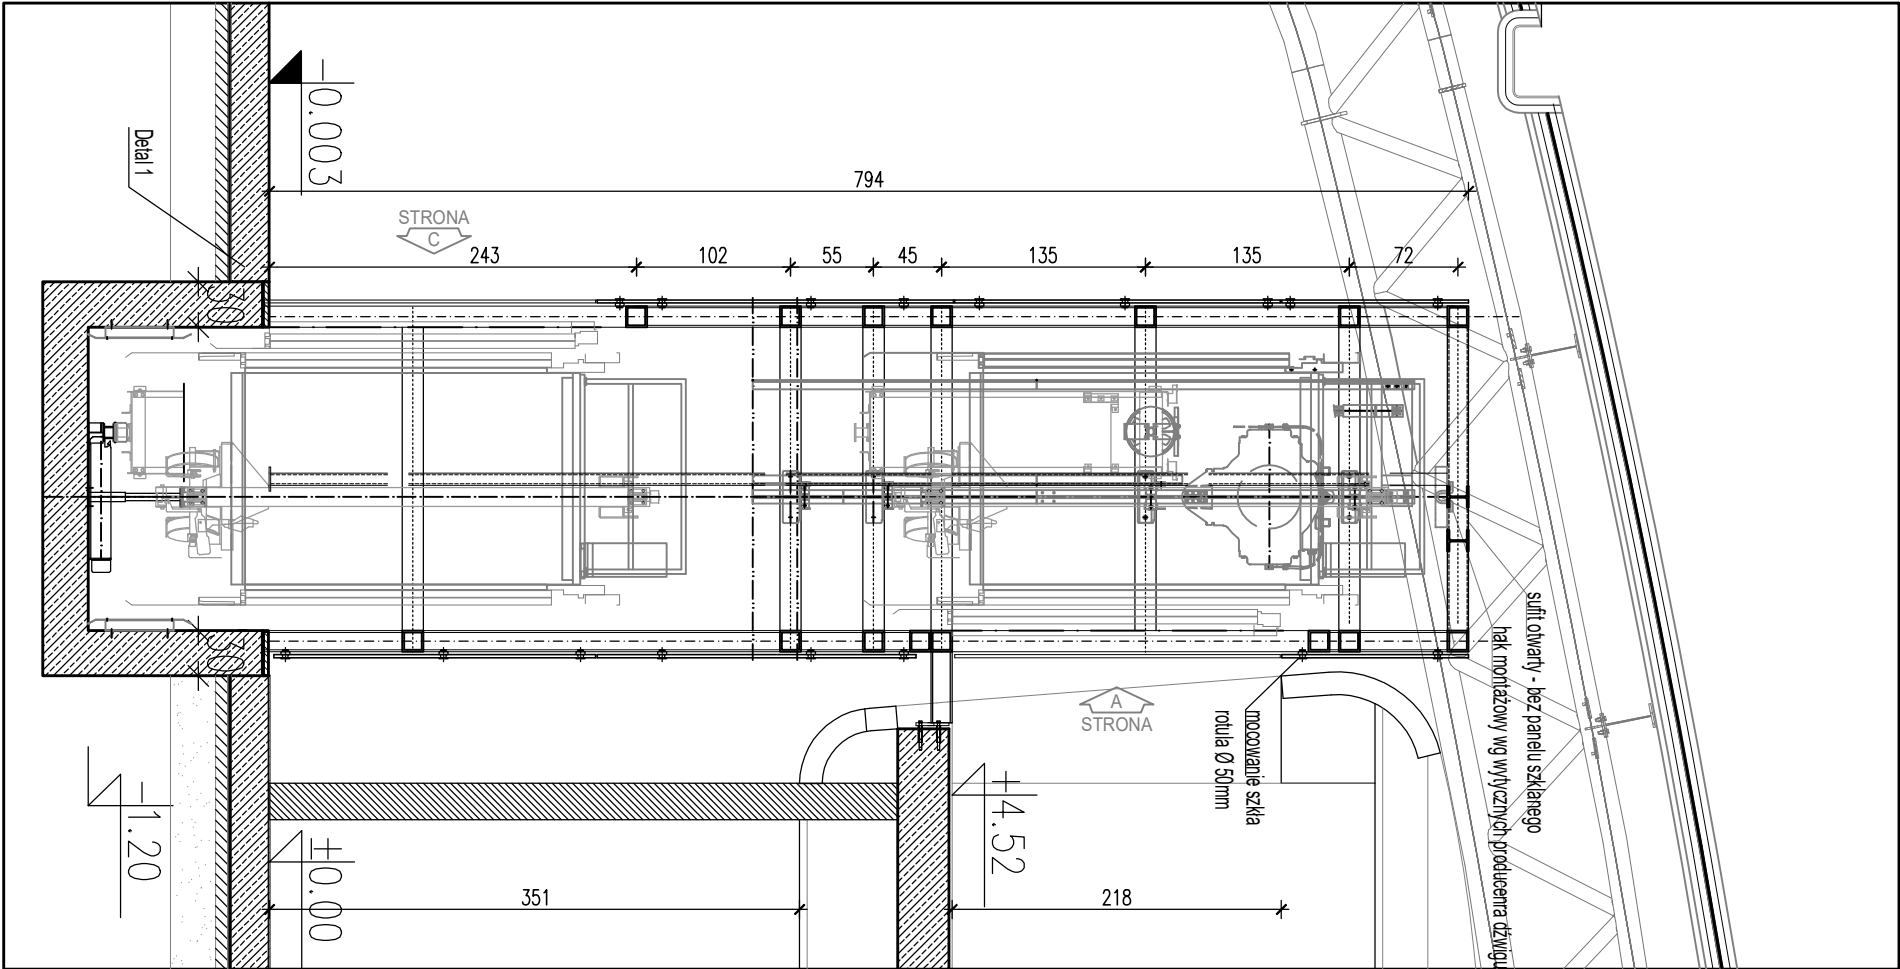 -0.003
Detal 1
794
STRONA
C
243
102
55
45
135
135
72
30
30
sufit otwarty - bez panelu szklanego
hak montażowy wg wytycznych producenta dźwigu
A
STRONA
mocowanie szkła
rotula Ø 50mm
+4.52
-1.20
±0.00
351
218